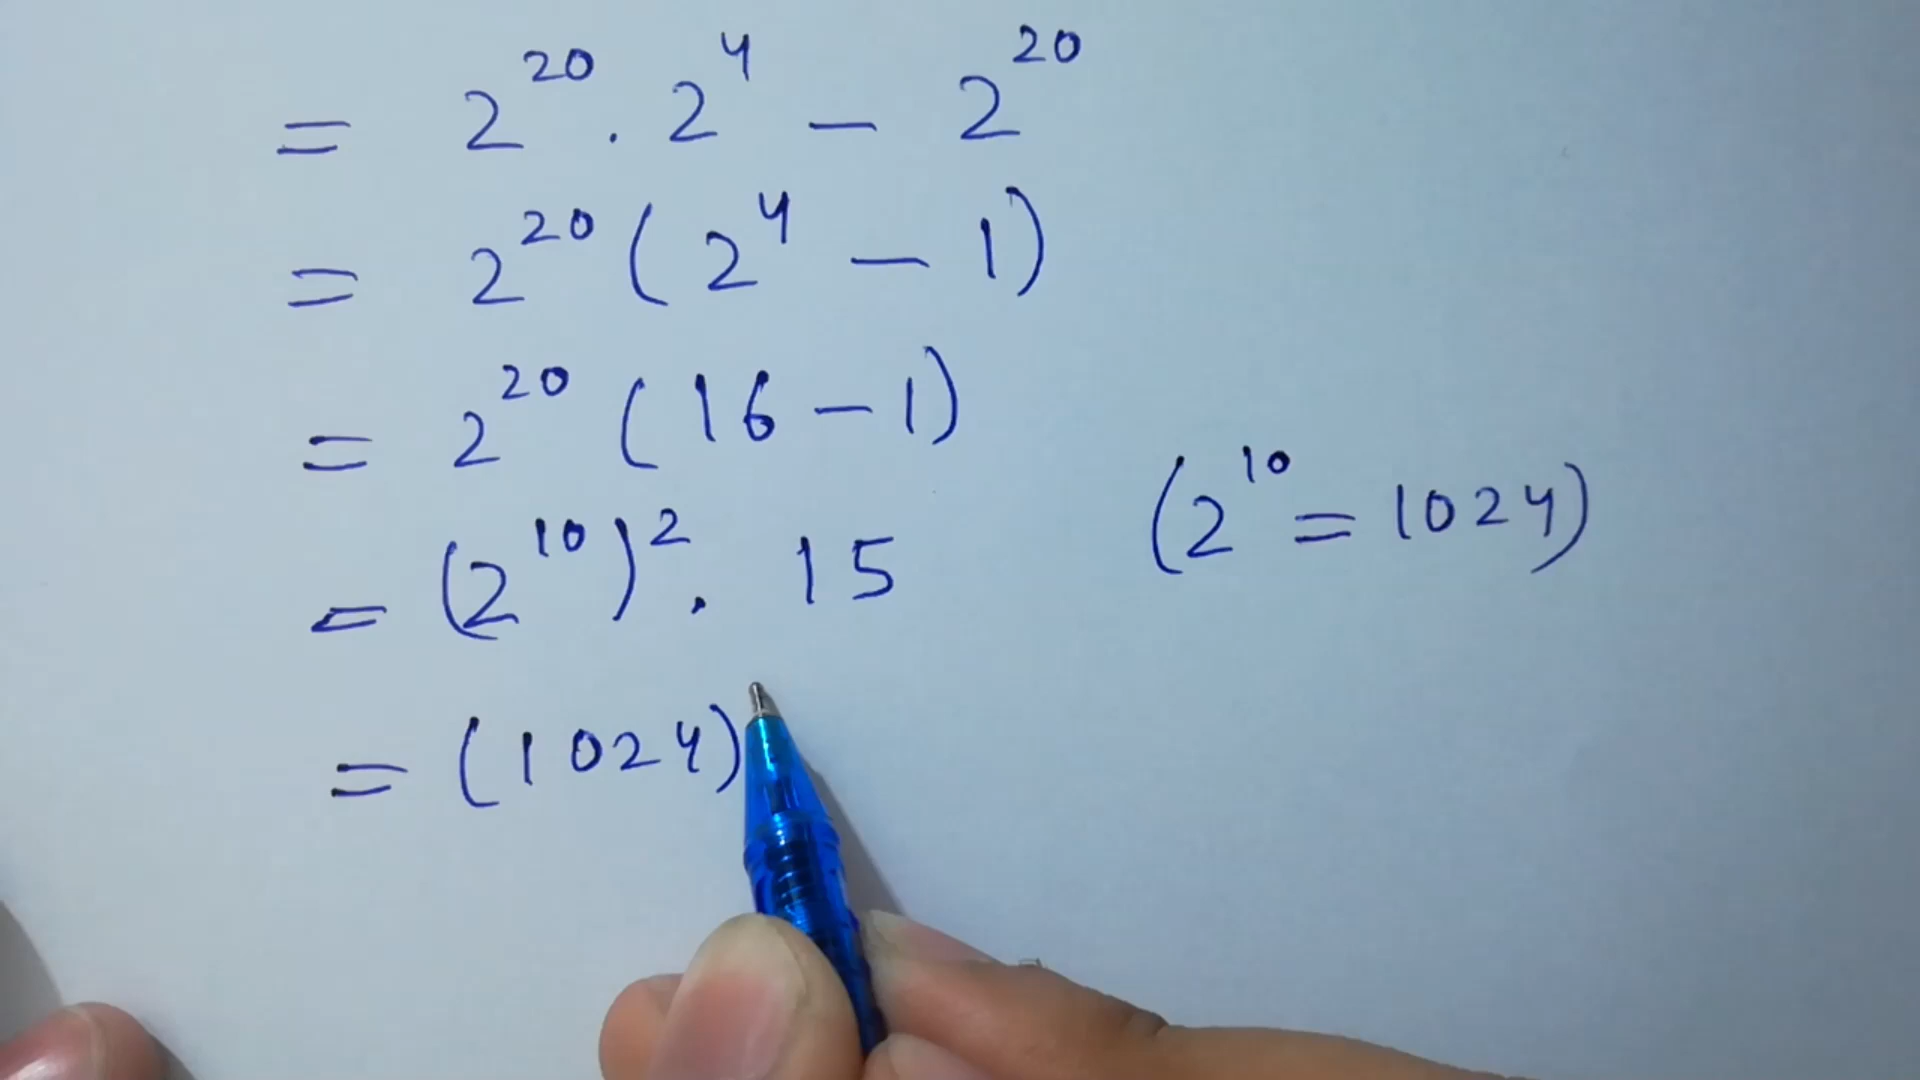 = 2^20 . 2^4 - 2^20
= 2^20 (2^4 - 1)
= 2^20 (16 - 1)
= (2^10)^2 . 15
(2^10 = 1024)
= (1024)